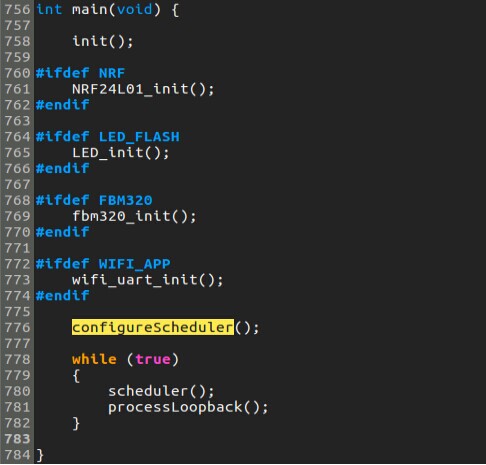 756 int main(void) {
757
758     init();
759
760 #ifdef NRF
761     NRF24L01_init();
762 #endif
763
764 #ifdef LED_FLASH
765     LED_init();
766 #endif
767
768 #ifdef FBM320
769     fbm320_init();
770 #endif
771
772 #ifdef WIFI_APP
773     wifi_uart_init();
774 #endif
775
776     configureScheduler();
777
778     while (true)
779     {
780         scheduler();
781         processLoopback();
782     }
783
784 }